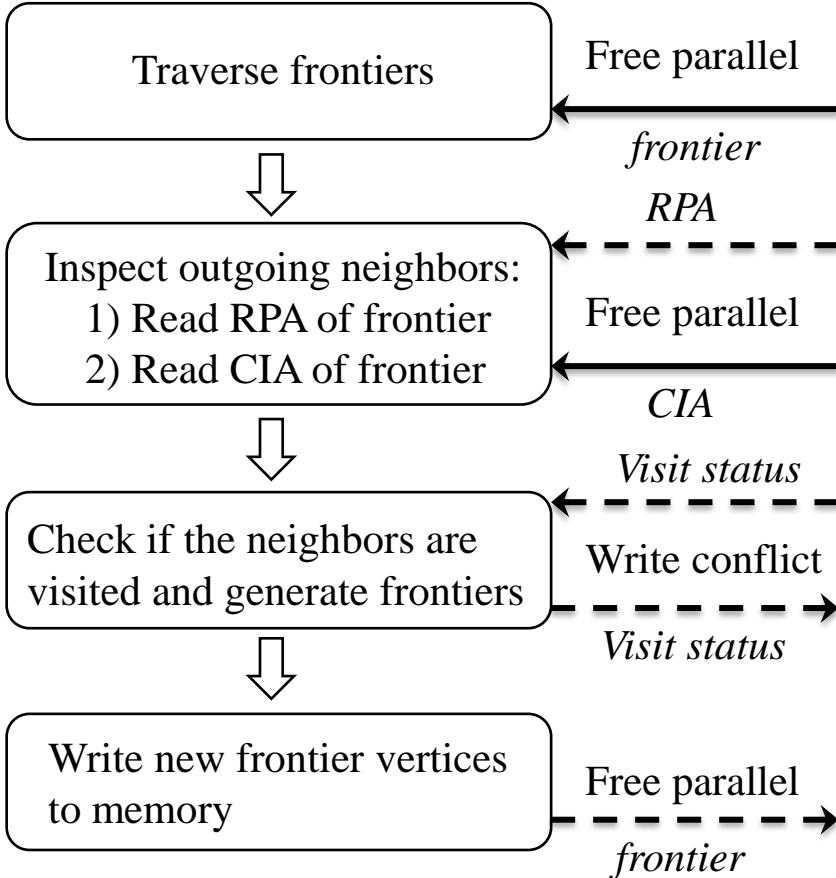 Traverse frontiers
Free parallel
frontier
RPA
Inspect outgoing neighbors:
1) Read RPA of frontier
2) Read CIA of frontier
Free parallel
CIA
Visit status
Check if the neighbors are
visited and generate frontiers
Write conflict
Visit status
Write new frontier vertices
to memory
Free parallel
frontier